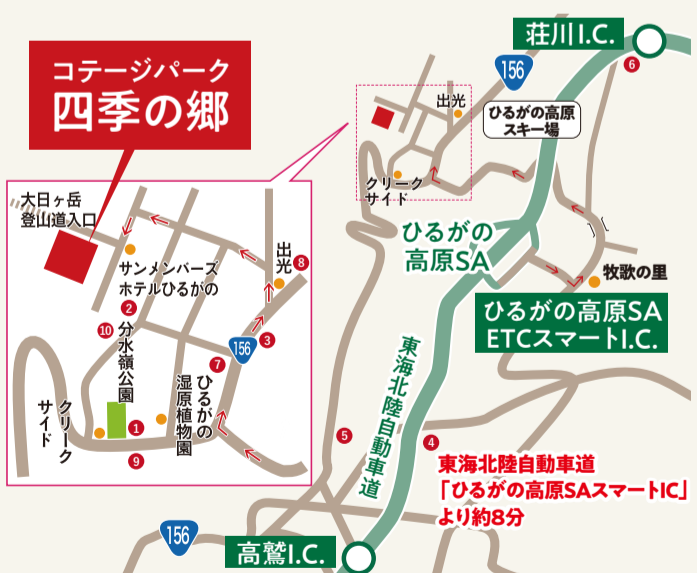 荘川I.C.
6
コテージパーク
四季の郷
156
出光
ひるがの高原
スキー場
クリーク
サイド
大日ヶ岳
登山道入口
ひるがの
高原SA
出光
8
サンメンバーズ
ホテルひるがの
牧歌の里
2
ひるがの高原SA
ETCスマートI.C.
10
分水嶺公園
3
156
7
東海北陸自動車道
ひるがの
湿原植物園
クリーク
サイド
1
9
5
4
東海北陸自動車道
「ひるがの高原SAスマートIC」
より約8分
156
高鷲I.C.